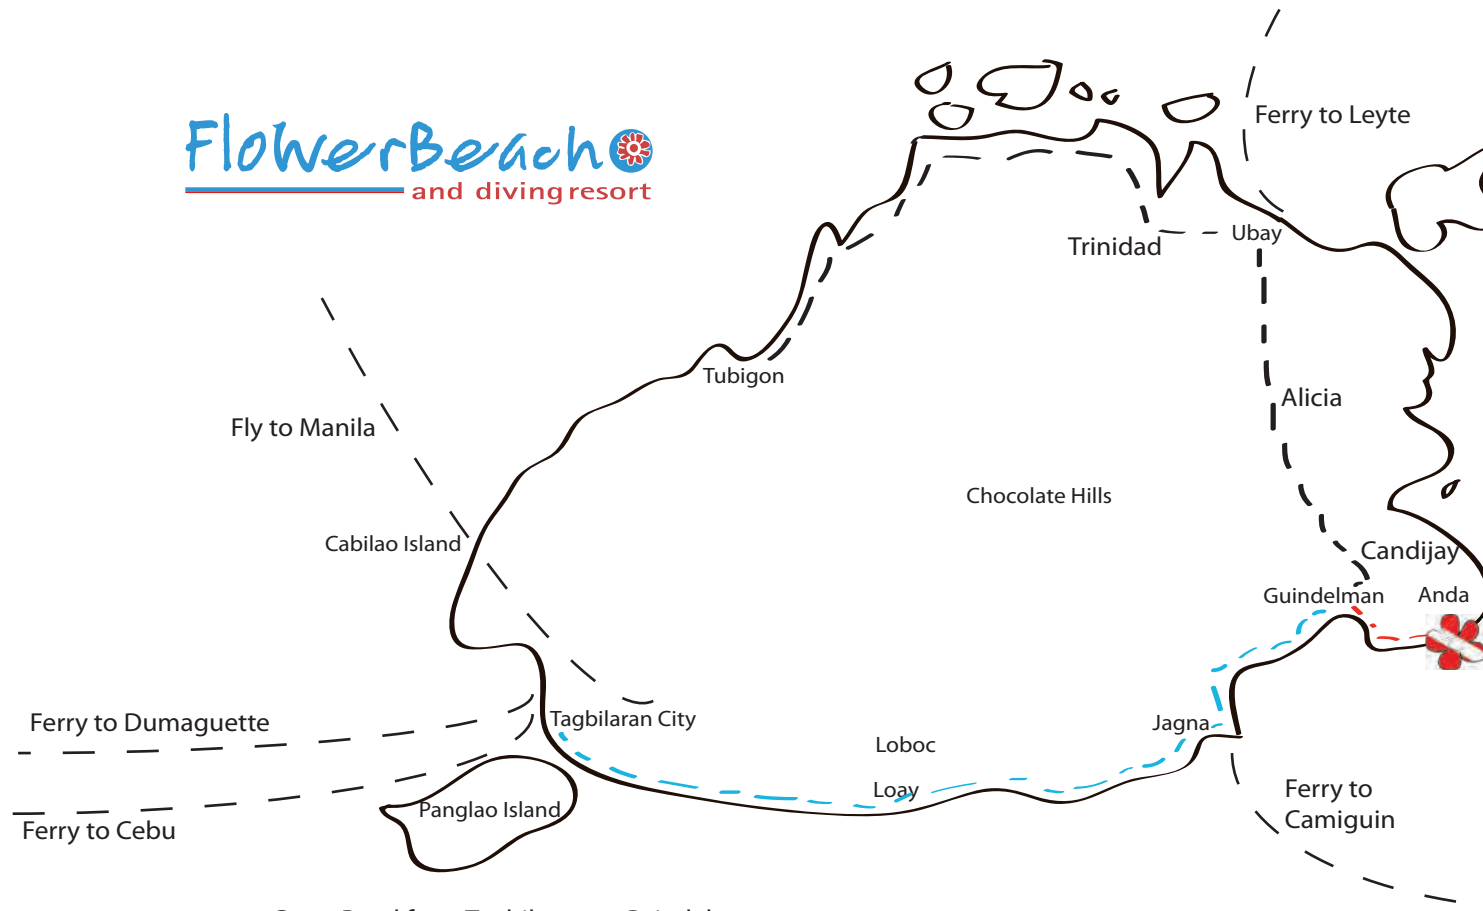 FlowerBeach
and diving resort
Ferry to Leyte
Trinidad
Ubay
Tubigon
Alicia
Fly to Manila
Chocolate Hills
Cabilao Island
Candijay
Guindelman
Anda
Ferry to Dumaguette
Tagbilaran City
Jagna
Loboc
Loay
Panglao Island
Ferry to Cebu
Ferry to
Camiguin